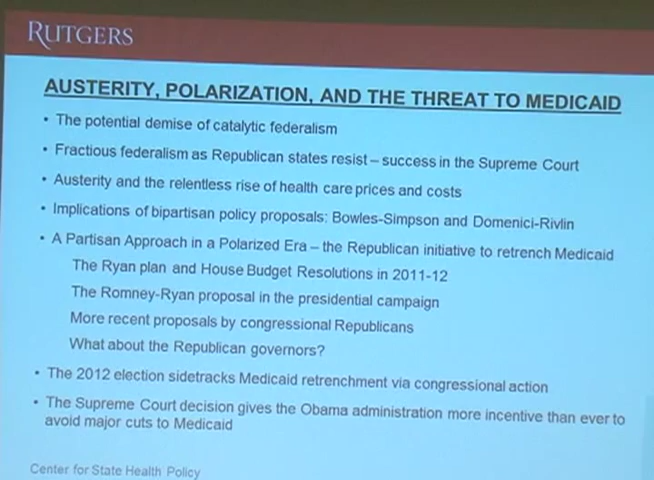 RUTGERS
AUSTERITY, POLARIZATION, AND THE THREAT TO MEDICAID
• The potential demise of catalytic federalism
• Fractious federalism as Republican states resist – success in the Supreme Court
• Austerity and the relentless rise of health care prices and costs
• Implications of bipartisan policy proposals: Bowles-Simpson and Domenici-Rivlin
• A Partisan Approach in a Polarized Era – the Republican initiative to retrench Medicaid
The Ryan plan and House Budget Resolutions in 2011-12
The Romney-Ryan proposal in the presidential campaign
More recent proposals by congressional Republicans
What about the Republican governors?
• The 2012 election sidetracks Medicaid retrenchment via congressional action
• The Supreme Court decision gives the Obama administration more incentive than ever to
avoid major cuts to Medicaid
Center for State Health Policy